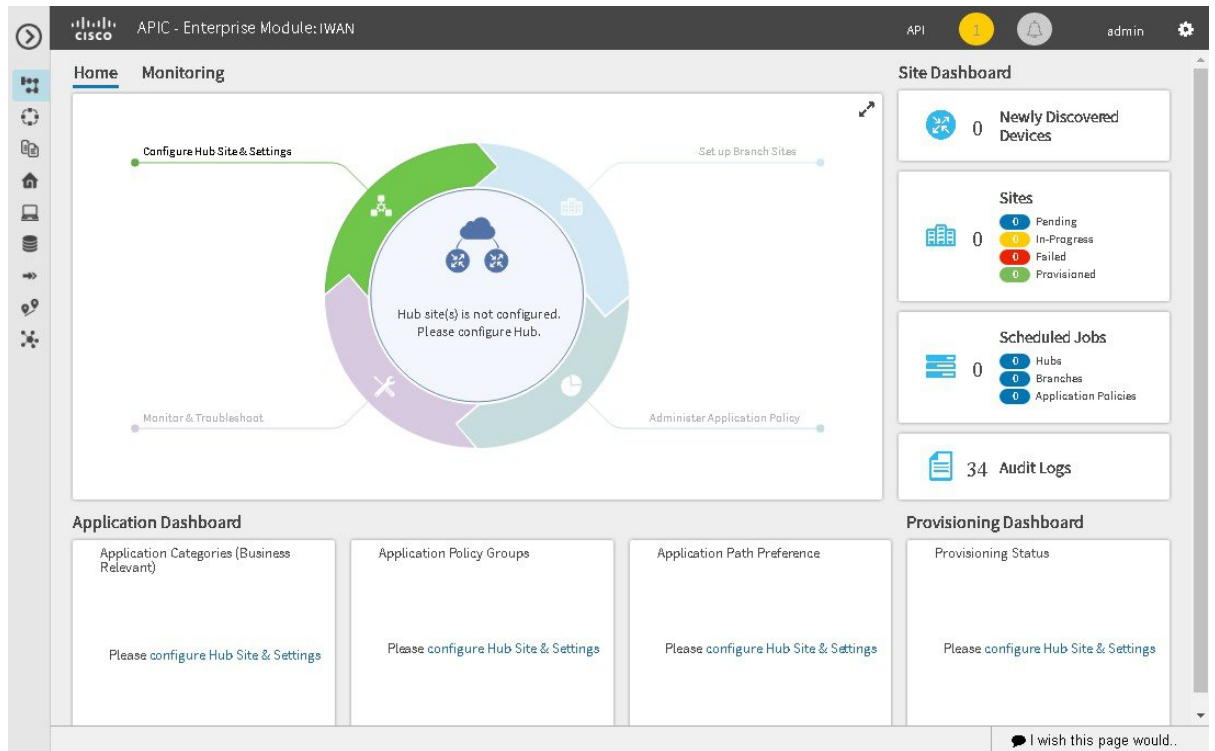 cisco
APIC - Enterprise Module: IWAN
API
1
admin
Home
Monitoring
Configure Hub Site & Settings
Set up Branch Sites
Hub site(s) is not configured.
Please configure Hub.
Monitor & Troubleshoot
Administer Application Policy
Site Dashboard
0
Newly Discovered
Devices
0
Sites
0 Pending
0 In-Progress
0 Failed
0 Provisioned
0
Scheduled Jobs
0 Hubs
0 Branches
0 Application Policies
34 Audit Logs
Application Dashboard
Application Categories (Business
Relevant)
Please configure Hub Site & Settings
Application Policy Groups
Please configure Hub Site & Settings
Application Path Preference
Please configure Hub Site & Settings
Provisioning Dashboard
Provisioning Status
Please configure Hub Site & Settings
I wish this page would..